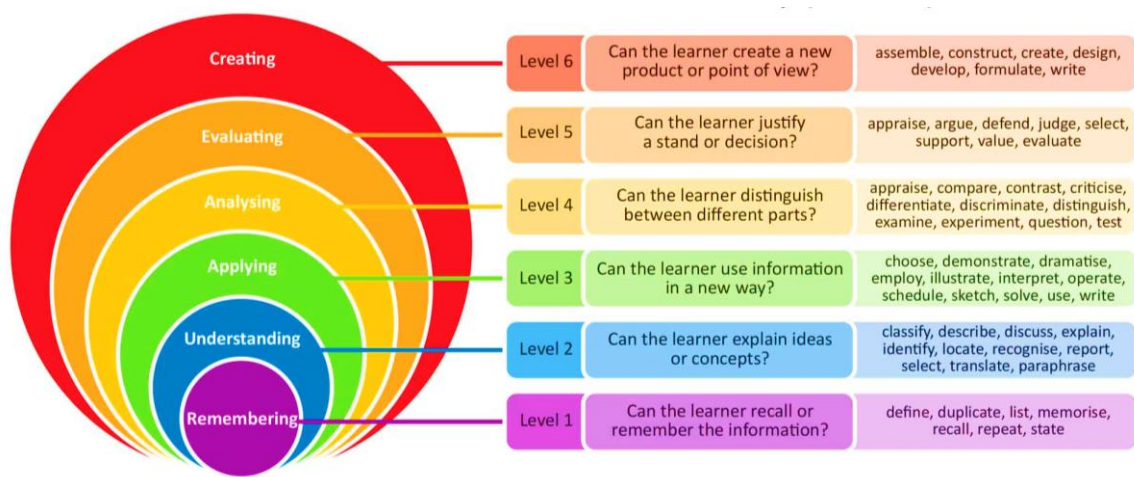 Creating
Level 6
Can the learner create a new
product or point of view?
assemble, construct, create, design,
develop, formulate, write
Evaluating
Level 5
Can the learner justify
a stand or decision?
appraise, argue, defend, judge, select,
support, value, evaluate
Analysing
Level 4
Can the learner distinguish
between different parts?
appraise, compare, contrast, criticise,
differentiate, discriminate, distinguish,
examine, experiment, question, test
Applying
Level 3
Can the learner use information
in a new way?
choose, demonstrate, dramatise,
employ, illustrate, interpret, operate,
schedule, sketch, solve, use, write
Understanding
Level 2
Can the learner explain ideas
or concepts?
classify, describe, discuss, explain,
identify, locate, recognise, report,
select, translate, paraphrase
Remembering
Level 1
Can the learner recall or
remember the information?
define, duplicate, list, memorise,
recall, repeat, state